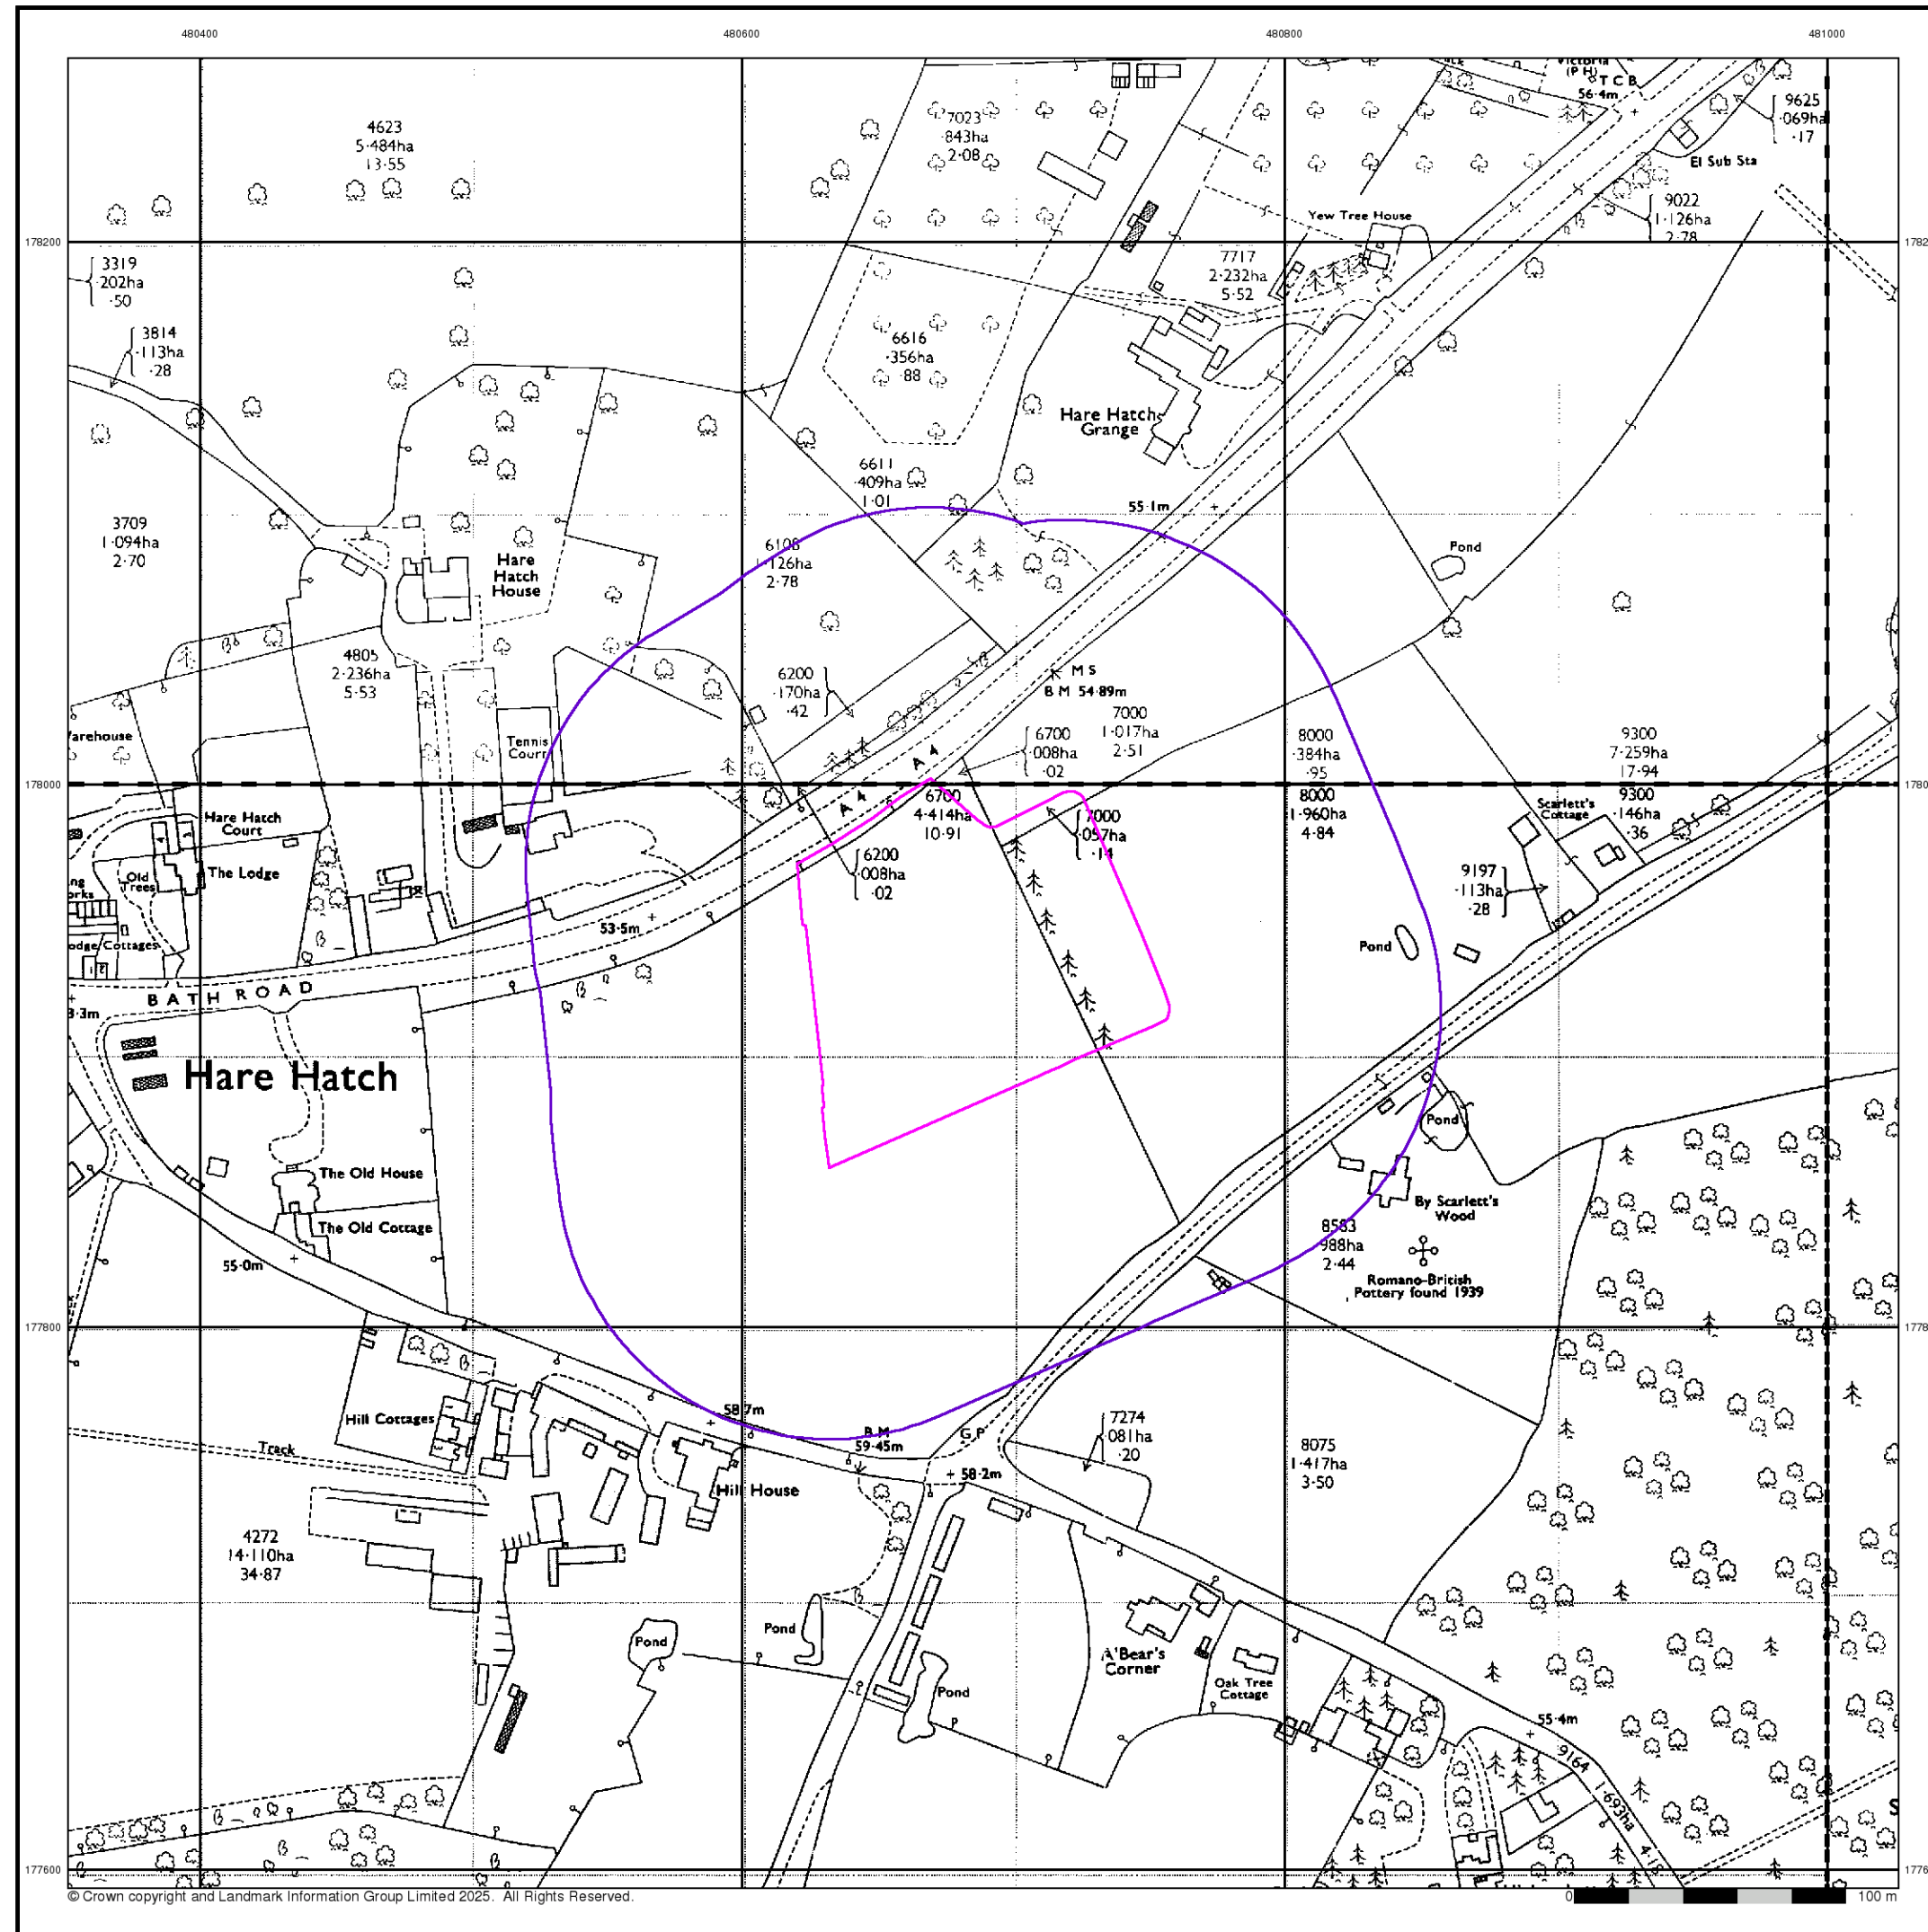 480400
480600
480800
481000
178200
178000
177800
177600
4623
5·484ha
13·55
7023
·843ha
2·08
(P H)
T C B
56·4m
9625
·069ha
·17
El Sub Sta
9022
1·126ha
2·78
Yew Tree House
3319
·202ha
·50
3814
·113ha
·28
7717
2·232ha
5·52
6616
·356ha
·88
Hare Hatch
Grange
6611
·409ha
1·01
55·1m
3709
1·094ha
2·70
Hare
Hatch
House
6108
1·126ha
2·78
Pond
4805
2·236ha
5·53
6200
·170ha
·42
M S
B M 54·89m
7000
1·017ha
2·51
6700
·008ha
·02
8000
·384ha
·95
9300
7·259ha
17·94
Tennis
Court
A 4
6700
4·414ha
10·91
7000
·057ha
·14
8000
1·960ha
4·84
Scarlett's
Cottage
9300
·146ha
·36
Hare Hatch
Court
Old
Trees
The Lodge
6200
·008ha
·02
9197
·113ha
·28
53·5m
Pond
BATH ROAD
Hare Hatch
Pond
The Old House
The Old Cottage
55·0m
By Scarlett's
Wood
8583
·988ha
2·44
Romano-British
Pottery found 1939
Hill Cottages
58·7m
B M
59·45m
G P
58·2m
7274
·081ha
·20
8075
1·417ha
3·50
Track
Hill House
4272
14·110ha
34·87
Pond
Pond
Pond
A'Bear's
Corner
Oak Tree
Cottage
55·4m
9164 1·693ha 4·18
© Crown copyright and Landmark Information Group Limited 2025. All Rights Reserved.
0
100 m